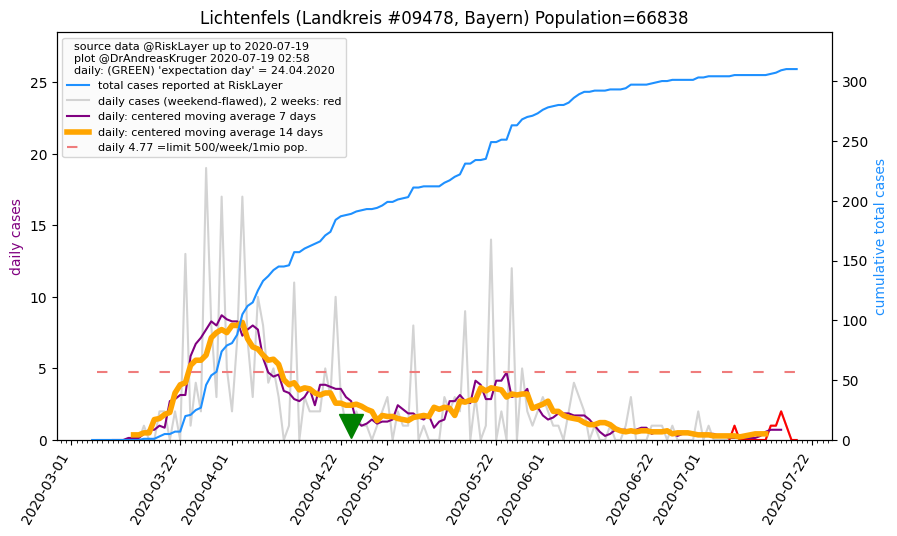 Lichtenfels (Landkreis #09478, Bayern) Population=66838
source data @RiskLayer up to 2020-07-19
plot @DrAndreasKruger 2020-07-19 02:58
daily: (GREEN) 'expectation day' = 24.04.2020
total cases reported at RiskLayer
daily cases (weekend-flawed), 2 weeks: red
daily: centered moving average 7 days
daily: centered moving average 14 days
daily 4.77 =limit 500/week/1mio pop.
daily cases
25
20
15
10
5
0
cumulative total cases
300
250
200
150
100
50
0
2020-03-01
2020-03-22
2020-04-01
2020-04-22
2020-05-01
2020-05-22
2020-06-01
2020-06-22
2020-07-01
2020-07-22